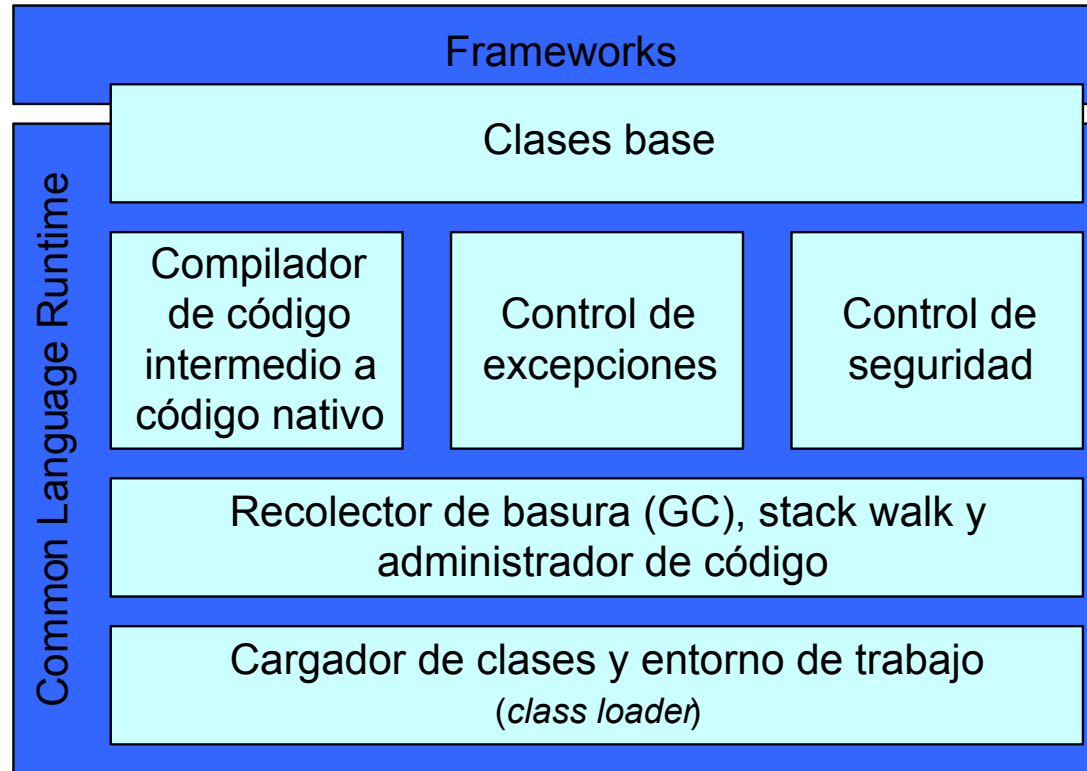 Frameworks
Clases base
Common Language Runtime
Compilador
de código
intermedio a
código nativo
Control de
excepciones
Control de
seguridad
Recolector de basura (GC), stack walk y
administrador de código
Cargador de clases y entorno de trabajo
(class loader)